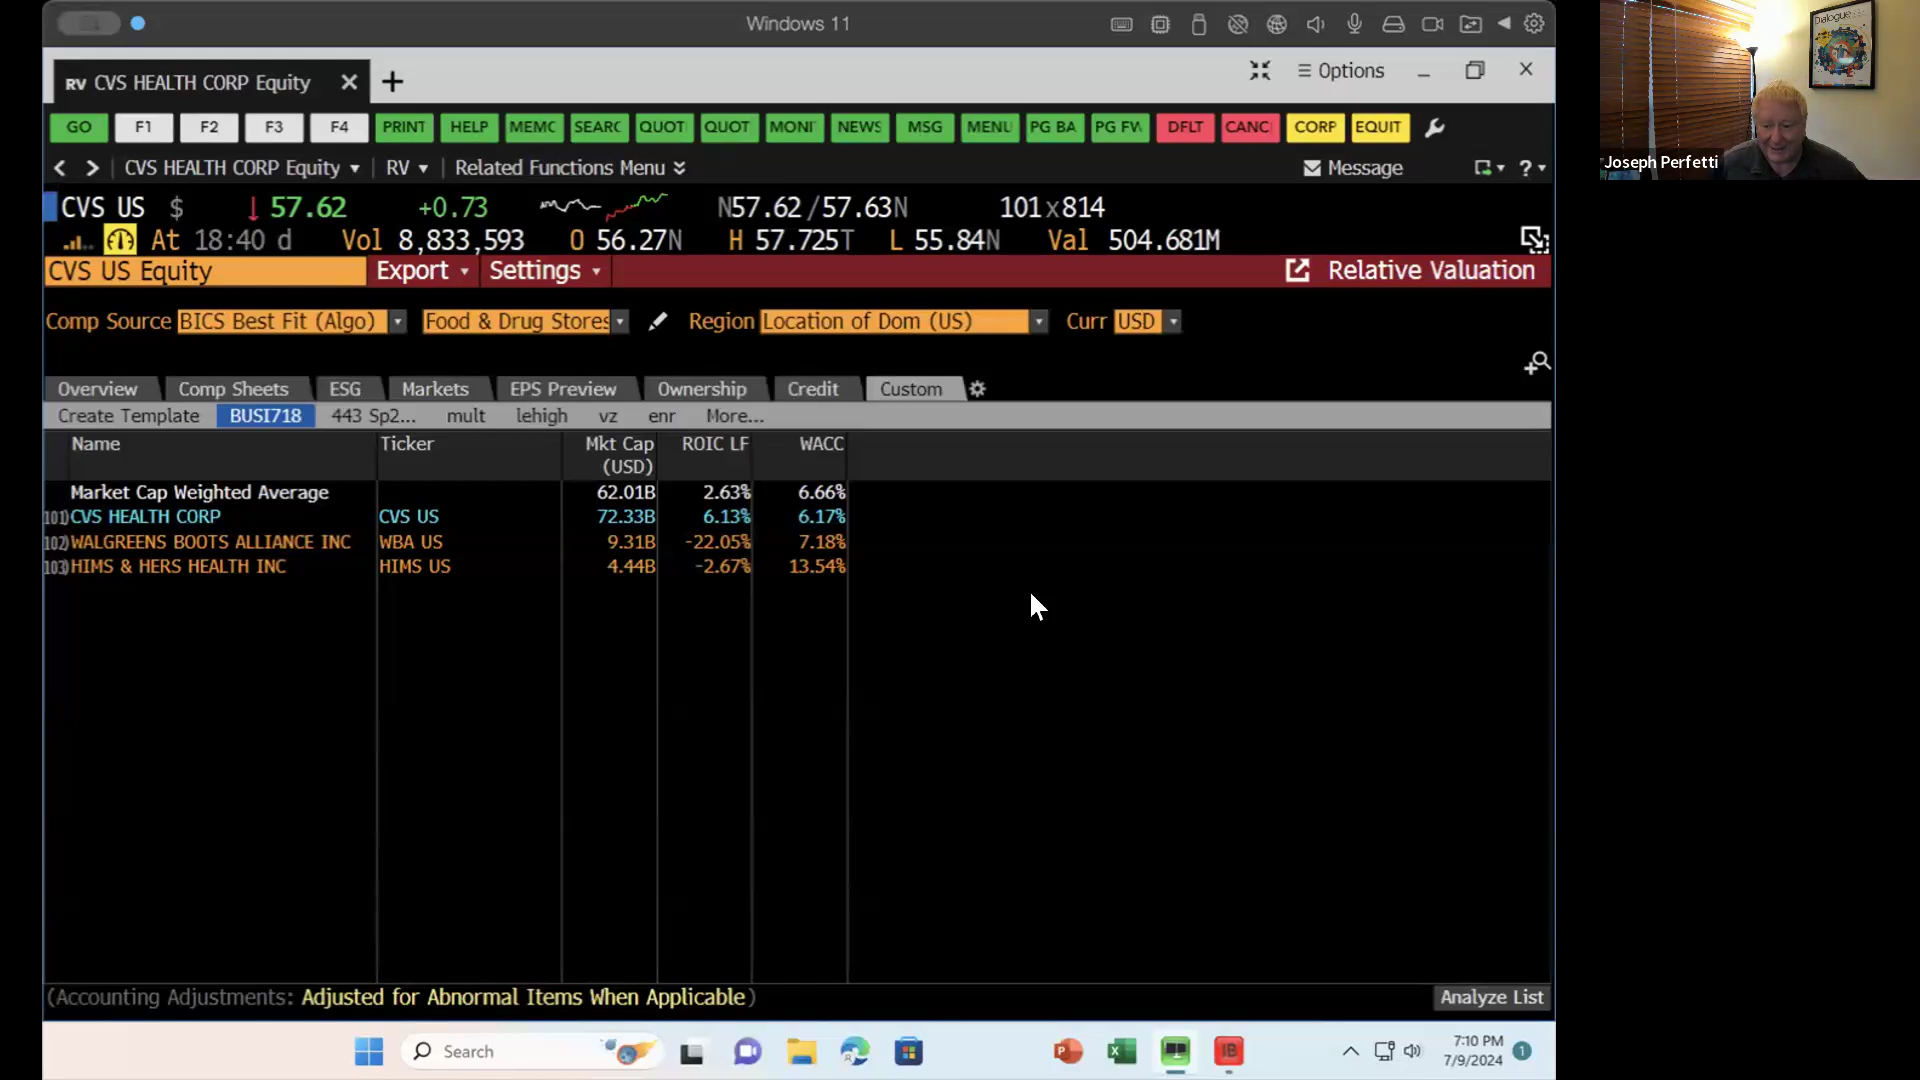 Windows 11
RV CVS HEALTH CORP Equity
Options
GO F1 F2 F3 F4 PRINT HELP MEMC SEARC QUOT QUOT MONI NEWS MSG MENU PG BA PG FW DFLT CANC CORP EQUIT
CVS HEALTH CORP Equity RV Related Functions Menu Message ?
CVS US $ ↓ 57.62 +0.73 N57.62 / 57.63N 101 x 814
At 18:40 d Vol 8,833,593 O 56.27N H 57.725T L 55.84N Val 504.681M
CVS US Equity Export Settings Relative Valuation
Comp Source BICS Best Fit (Algo) Food & Drug Stores Region Location of Dom (US) Curr USD
Overview Comp Sheets ESG Markets EPS Preview Ownership Credit Custom
Create Template BUSI718 443 Sp2... mult lehigh vz enr More...
Name Ticker Mkt Cap (USD) ROIC LF WACC
Market Cap Weighted Average 62.01B 2.63% 6.66%
101) CVS HEALTH CORP CVS US 72.33B 6.13% 6.17%
102) WALGREENS BOOTS ALLIANCE INC WBA US 9.31B -22.05% 7.18%
103) HIMS & HERS HEALTH INC HIMS US 4.44B -2.67% 13.54%
(Accounting Adjustments: Adjusted for Abnormal Items When Applicable)
Analyze List
Search
IB
7:10 PM
7/9/2024
1
Dialogue
Joseph Perfetti